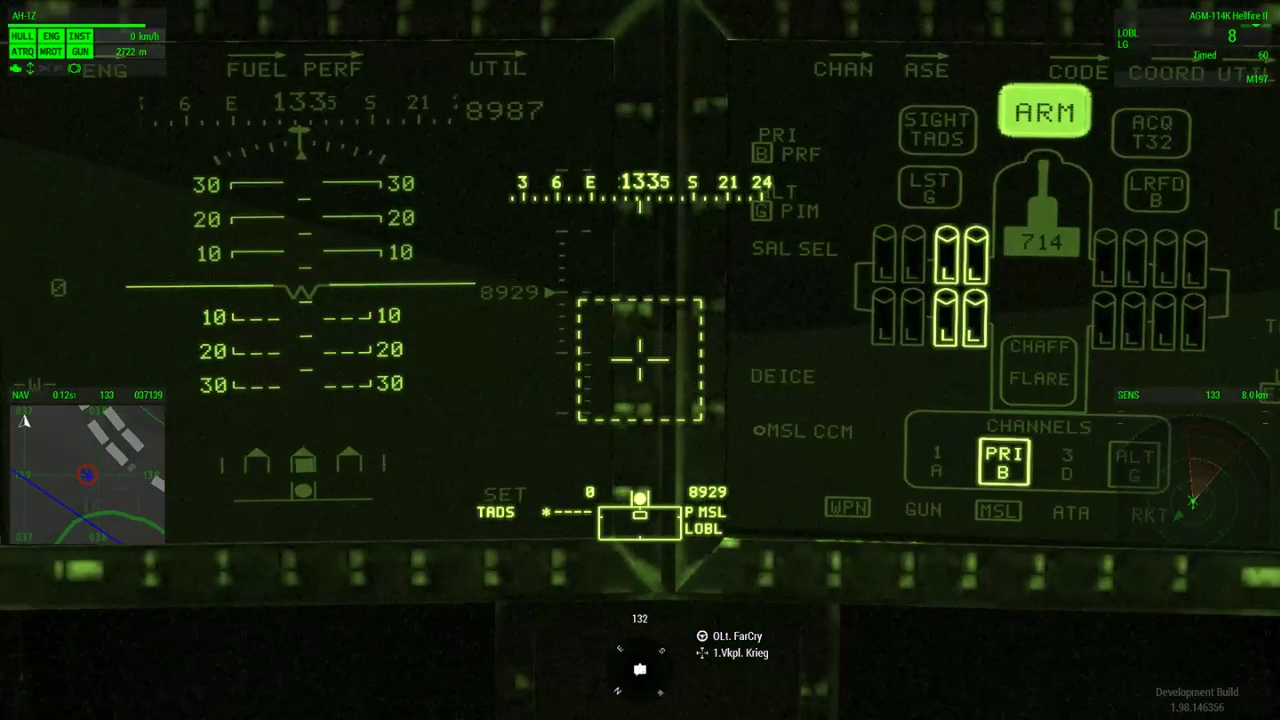 AH-1Z
HULL ENG INST 0 km/h
ATRQ MROT GUN 2722 m
AGM-114K Hellfire II
LOBL 8
LG
Timed 60
M197
ENG FUEL PERF UTIL
CHAN ASE CODE COORD UTIL
6 E 1335 S 21
8987
30 30
20 20
10 10
0
8929
10 10
20 20
30 30
3 6 E 1335 S 21 24
PRI
B PRF
G PIM
SAL SEL
SIGHT
TADS
ARM
ACQ
T32
LST
G
LRFD
B
714
L L L L L L L L
L L L L L L L L
CHAFF
FLARE
DEICE
MSL CCM
CHANNELS
1
A
PRI
B
3
D
ALT
G
WPN GUN MSL ATA RKT
SET
TADS
0 8929
P MSL
LOBL
NAV 0:12s! 133 037139
037 038
037 038
SENS 133 8.0 km
132
OLt. FarCry
1.Vkpl. Krieg
Development Build
1.98.146356